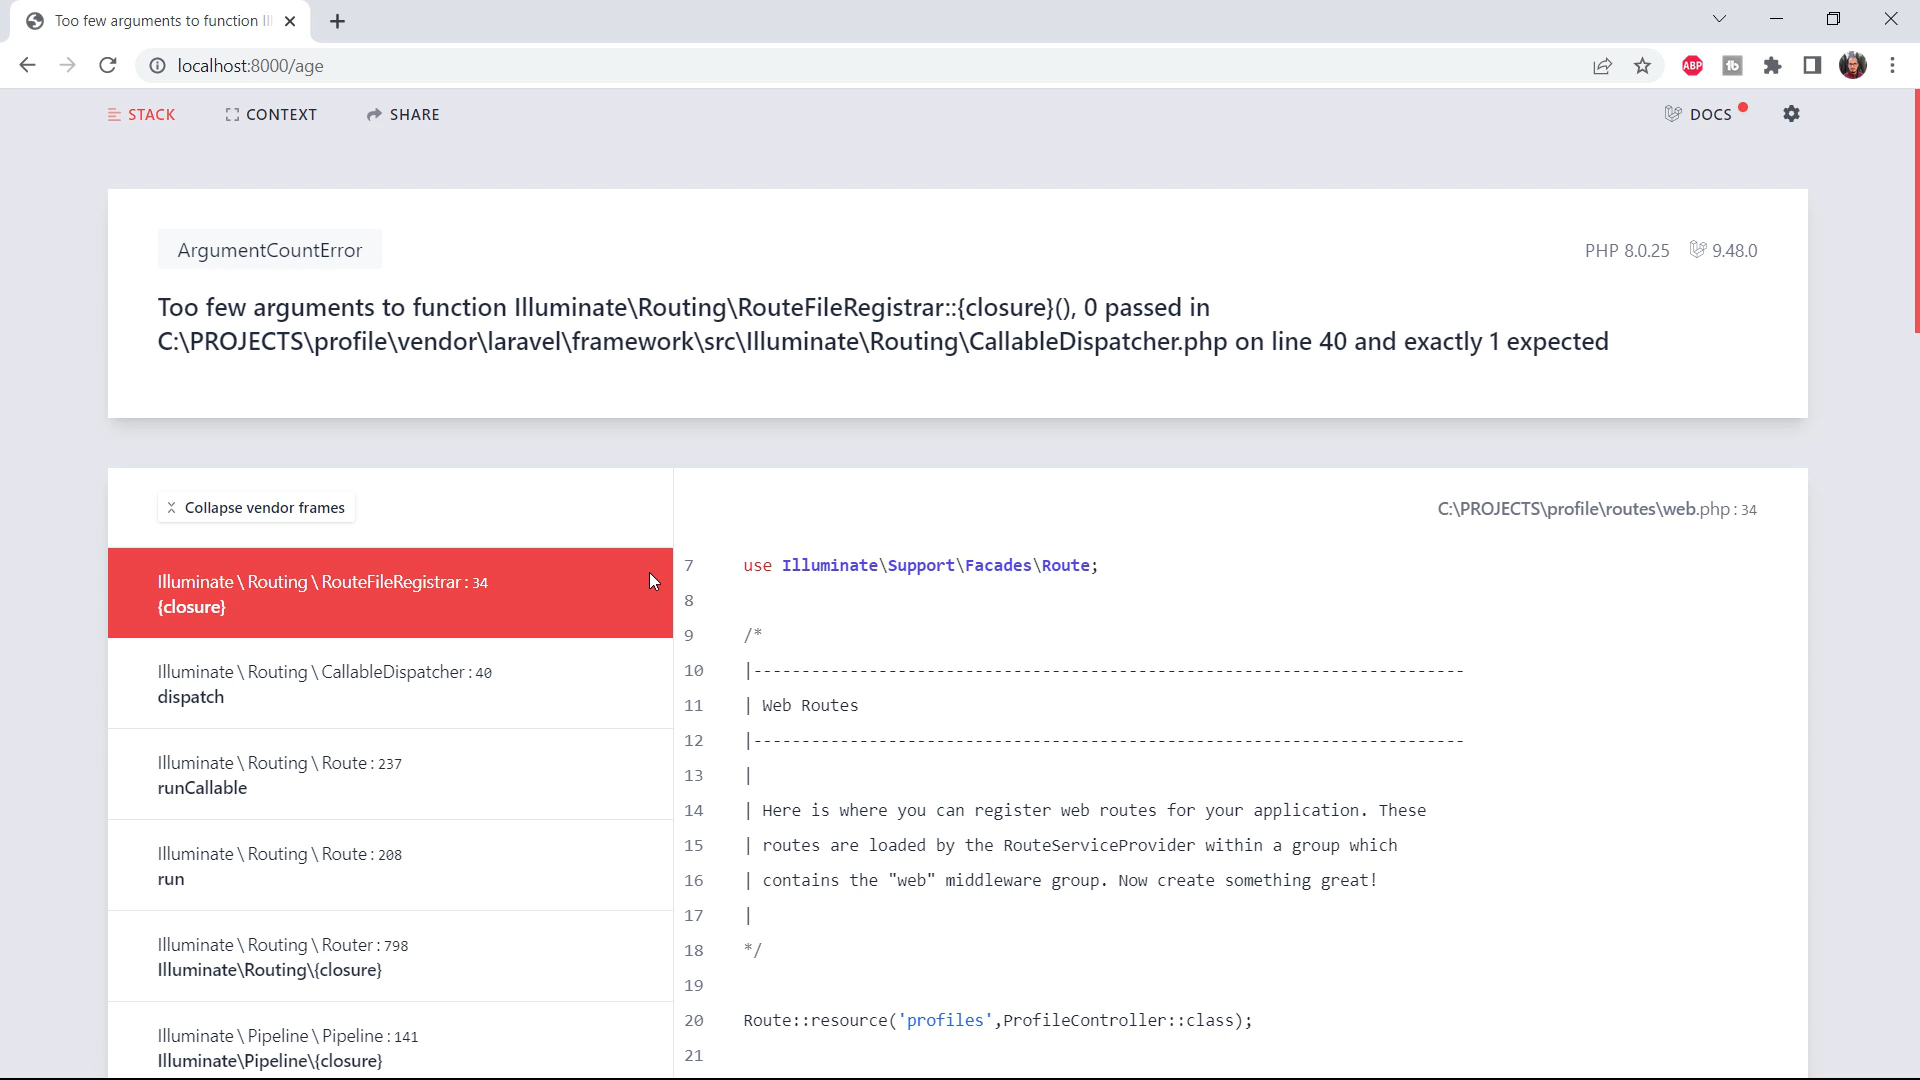 Too few arguments to function Ill
localhost:8000/age
ABP
tb
STACK
CONTEXT
SHARE
DOCS
ArgumentCountError
PHP 8.0.25
9.48.0
Too few arguments to function Illuminate\Routing\RouteFileRegistrar::{closure}(), 0 passed in
C:\PROJECTS\profile\vendor\laravel\framework\src\Illuminate\Routing\CallableDispatcher.php on line 40 and exactly 1 expected
Collapse vendor frames
Illuminate \ Routing \ RouteFileRegistrar : 34
{closure}
Illuminate \ Routing \ CallableDispatcher : 40
dispatch
Illuminate \ Routing \ Route : 237
runCallable
Illuminate \ Routing \ Route : 208
run
Illuminate \ Routing \ Router : 798
Illuminate\Routing\{closure}
Illuminate \ Pipeline \ Pipeline : 141
Illuminate\Pipeline\{closure}
C:\PROJECTS\profile\routes\web.php : 34
7 use Illuminate\Support\Facades\Route;
8
9 /*
10 |--------------------------------------------------------------------------
11 | Web Routes
12 |--------------------------------------------------------------------------
13 |
14 | Here is where you can register web routes for your application. These
15 | routes are loaded by the RouteServiceProvider within a group which
16 | contains the "web" middleware group. Now create something great!
17 |
18 */
19
20 Route::resource('profiles',ProfileController::class);
21